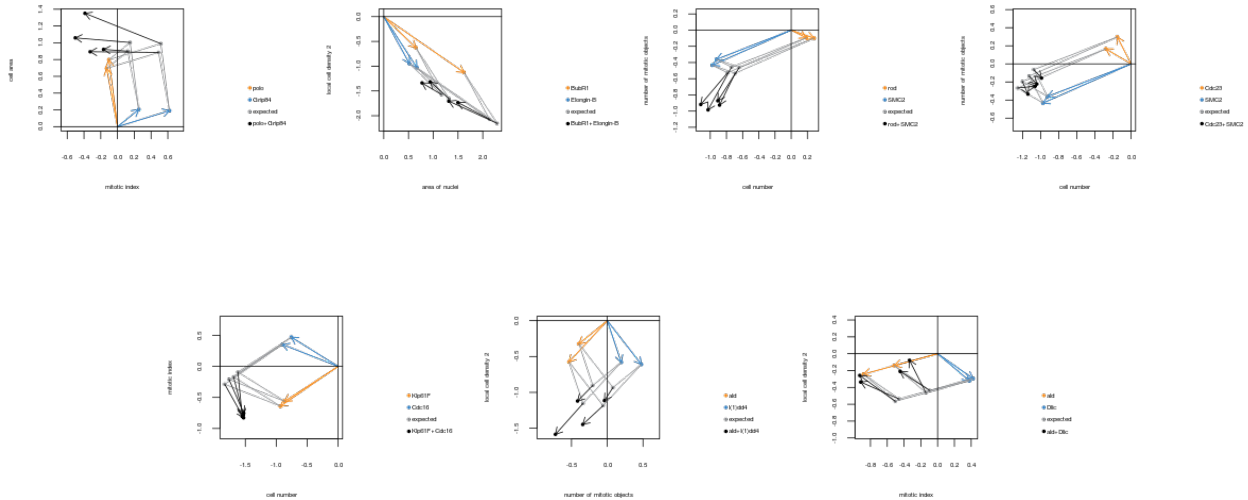 cell area
0.0 0.2 0.4 0.6 0.8 1.0 1.2 1.4
-0.6 -0.4 -0.2 0.0 0.2 0.4 0.6
mitotic index
polo
Grip84
expected
polo+Grip84
local cell density 2
-2.0 -1.5 -1.0 -0.5 0.0
0.0 0.5 1.0 1.5 2.0
area of nuclei
BubR1
Elongin-B
expected
BubR1+Elongin-B
number of mitotic objects
-1.2 -1.0 -0.8 -0.6 -0.4 -0.2 0.0 0.2
-1.0 -0.8 -0.6 -0.4 -0.2 0.0 0.2
cell number
rod
SMC2
expected
rod+SMC2
number of mitotic objects
-0.6 -0.4 -0.2 0.0 0.2 0.4 0.6
-1.2 -1.0 -0.8 -0.6 -0.4 -0.2 0.0
cell number
Cdc23
SMC2
expected
Cdc23+SMC2
mitotic index
-1.0 -0.5 0.0 0.5
-1.5 -1.0 -0.5 0.0
cell number
Klp61F
Cdc16
expected
Klp61F+Cdc16
local cell density 2
-1.5 -1.0 -0.5 0.0
-0.5 0.0 0.5
number of mitotic objects
ald
l(1)dd4
expected
ald+l(1)dd4
local cell density 2
-1.0 -0.8 -0.6 -0.4 -0.2 0.0 0.2 0.4
-0.8 -0.6 -0.4 -0.2 0.0 0.2 0.4
mitotic index
ald
Dlic
expected
ald+Dlic